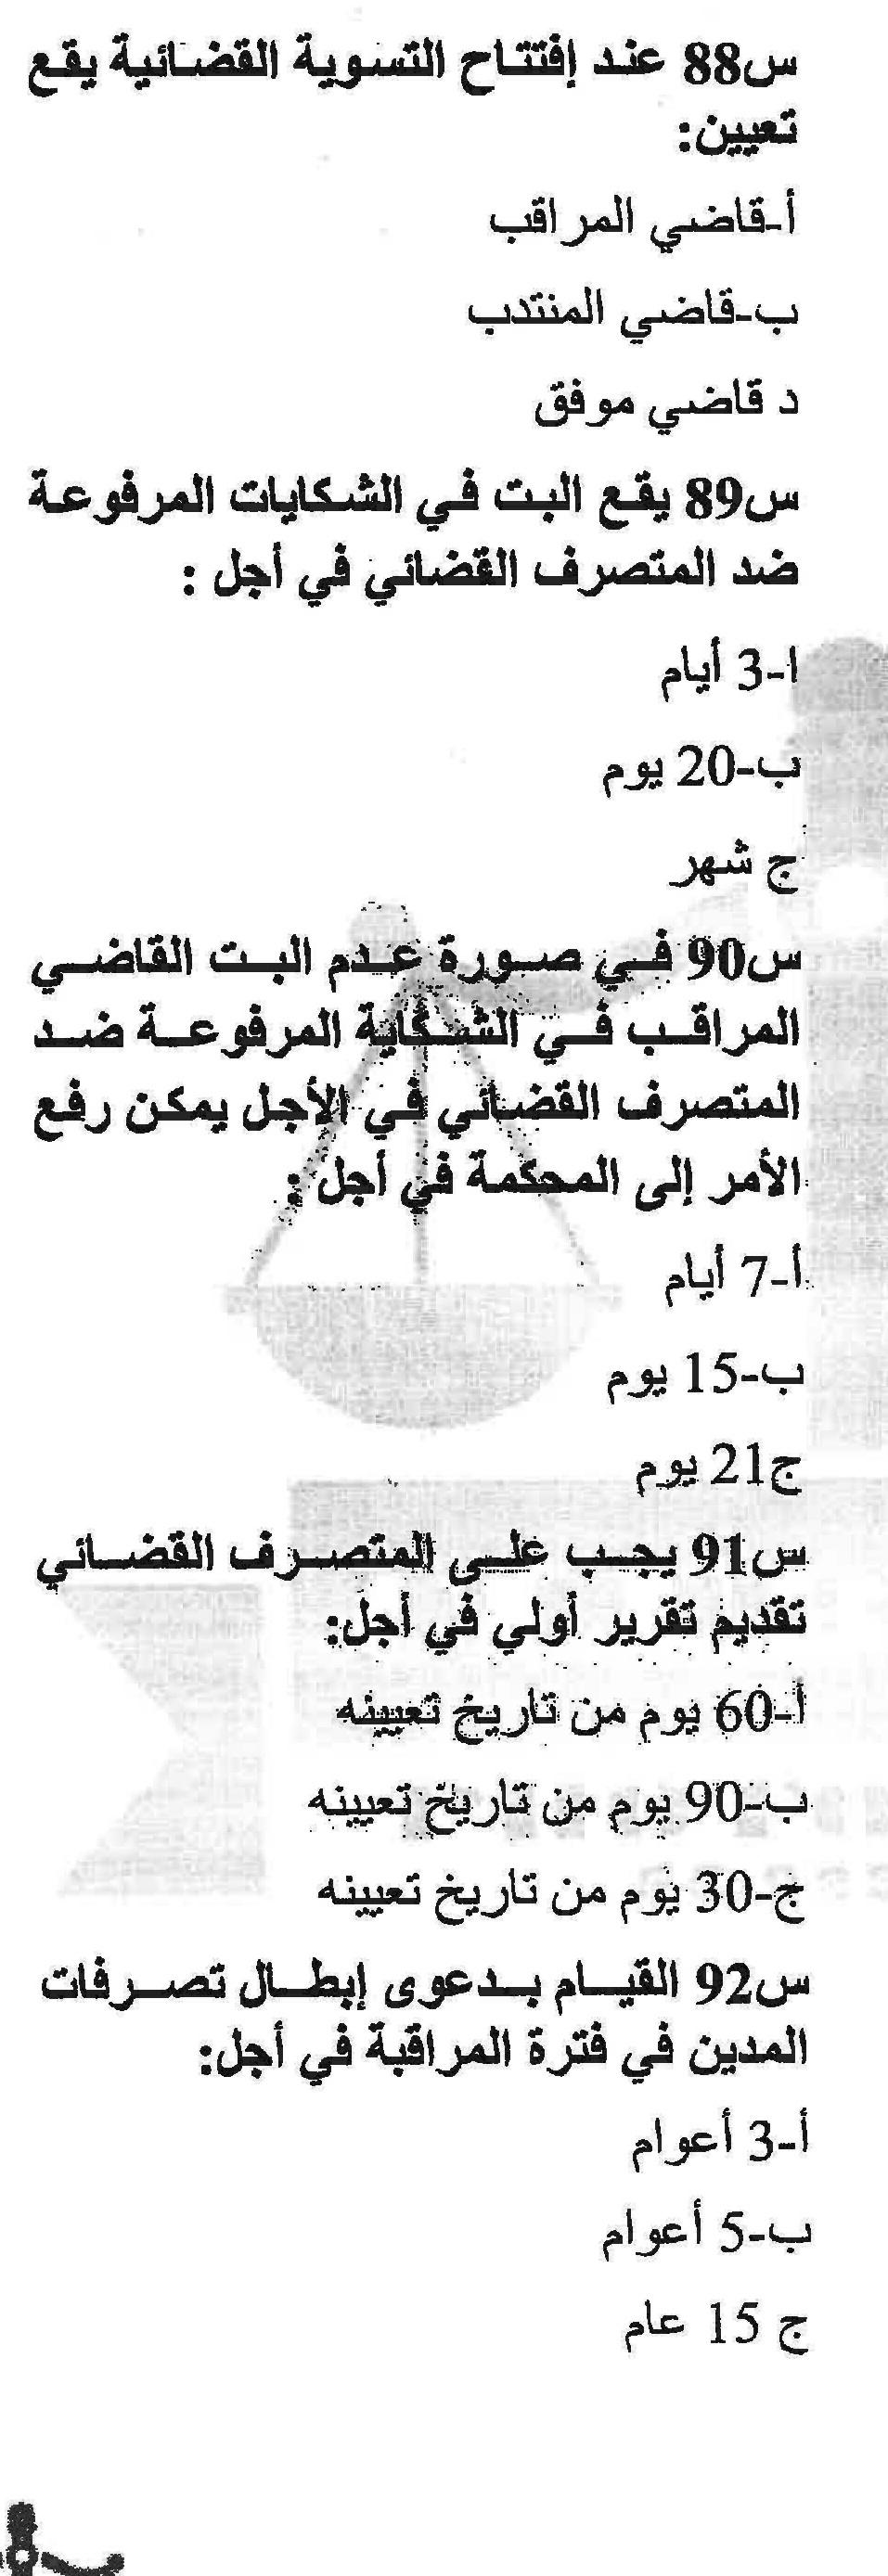 س88 عند إفتتاح التسوية القضائية يقع
تعيين:
أ-قاضي المراقب
ب-قاضي المنتدب
د قاضي موفق
س89 يقع البت في الشكايات المرفوعة
ضد المتصرف القضائي في أجل :
ا-3 أيام
ب-20 يوم
ج شهر
س90 في صورة عدم البت القاضي
المراقب في الشكاية المرفوعة ضد
المتصرف القضائي في الأجل يمكن رفع
الأمر إلى المحكمة في أجل :
أ-7 أيام
ب-15 يوم
ج21 يوم
س91 يجب على المتصرف القضائي
تقديم تقرير أولي في أجل:
أ-60 يوم من تاريخ تعيينه
ب-90 يوم من تاريخ تعيينه
ج-30 يوم من تاريخ تعيينه
س92 القيام بدعوى إبطال تصرفات
المدين في فترة المراقبة في أجل:
أ-3 أعوام
ب-5 أعوام
ج 15 عام